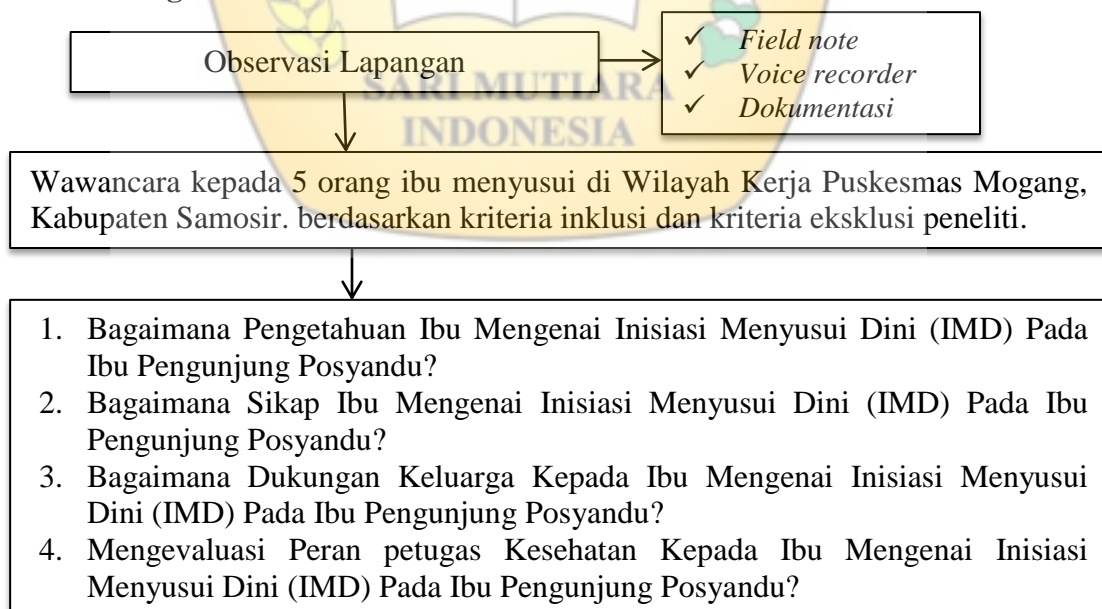 Observasi Lapangan
✓ Field note
✓ Voice recorder
✓ Dokumentasi
SARI MUTIARA
INDONESIA
Wawancara kepada 5 orang ibu menyusui di Wilayah Kerja Puskesmas Mogang,
Kabupaten Samosir. berdasarkan kriteria inklusi dan kriteria eksklusi peneliti.
1. Bagaimana Pengetahuan Ibu Mengenai Inisiasi Menyusui Dini (IMD) Pada
Ibu Pengunjung Posyandu?
2. Bagaimana Sikap Ibu Mengenai Inisiasi Menyusui Dini (IMD) Pada Ibu
Pengunjung Posyandu?
3. Bagaimana Dukungan Keluarga Kepada Ibu Mengenai Inisiasi Menyusui
Dini (IMD) Pada Ibu Pengunjung Posyandu?
4. Mengevaluasi Peran petugas Kesehatan Kepada Ibu Mengenai Inisiasi
Menyusui Dini (IMD) Pada Ibu Pengunjung Posyandu?